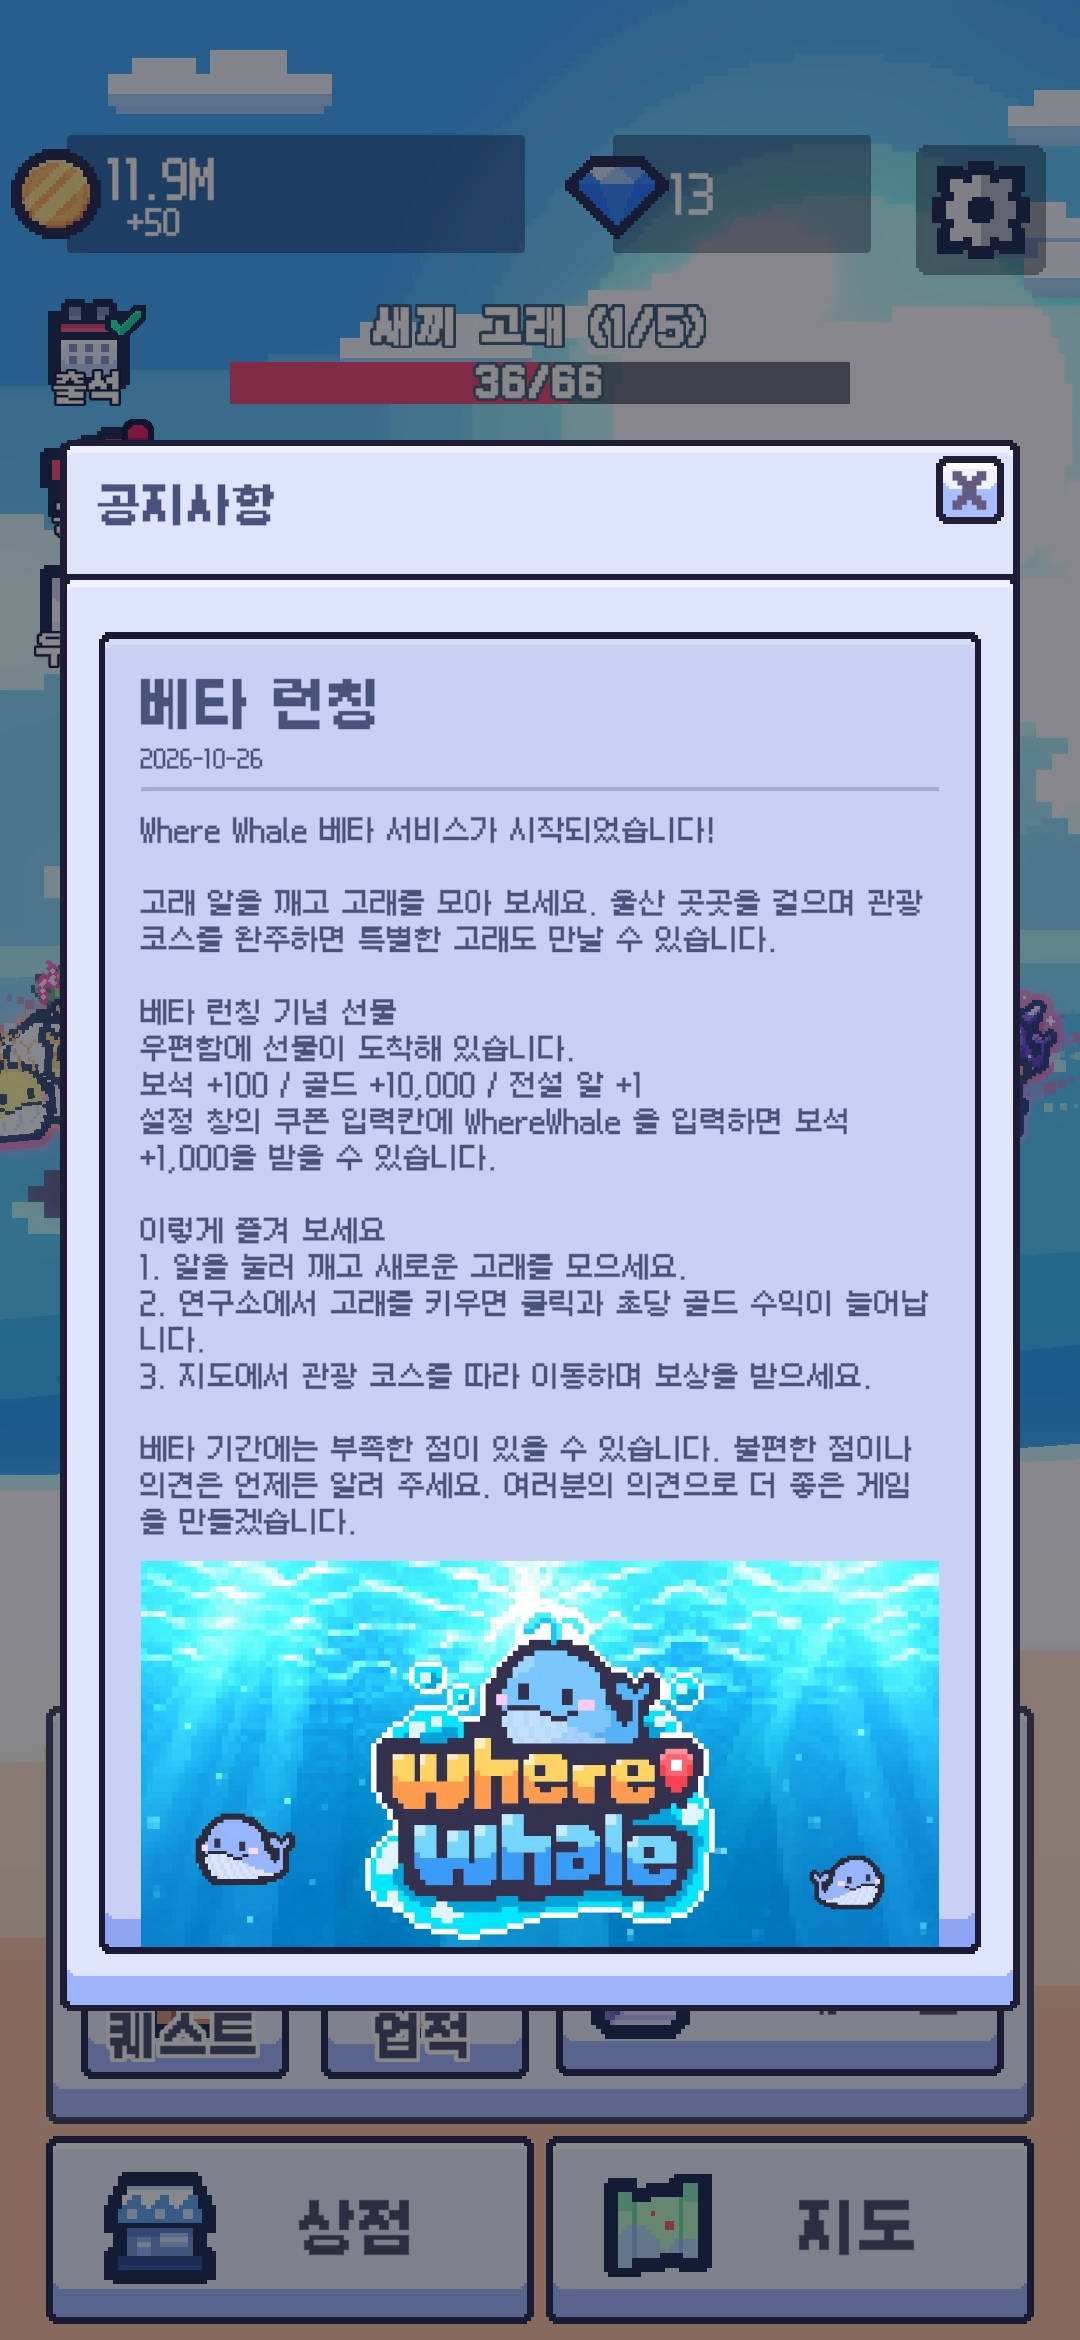 11.9M
+50
13
새끼 고래 (1/5)
36/66
출석
공지사항
베타 런칭
2026-10-26
Where Whale 베타 서비스가 시작되었습니다!
고래 알을 깨고 고래를 모아 보세요. 울산 곳곳을 걸으며 관광
코스를 완주하면 특별한 고래도 만날 수 있습니다.
베타 런칭 기념 선물
우편함에 선물이 도착해 있습니다.
보석 +100 / 골드 +10,000 / 전설 알 +1
설정 창의 쿠폰 입력칸에 WhereWhale 을 입력하면 보석
+1,000을 받을 수 있습니다.
이렇게 즐겨 보세요
1. 알을 눌러 깨고 새로운 고래를 모으세요.
2. 연구소에서 고래를 키우면 클릭과 초당 골드 수익이 늘어납
니다.
3. 지도에서 관광 코스를 따라 이동하며 보상을 받으세요.
베타 기간에는 부족한 점이 있을 수 있습니다. 불편한 점이나
의견은 언제든 알려 주세요. 여러분의 의견으로 더 좋은 게임
을 만들겠습니다.
where
whale
퀘스트
업적
상점
지도